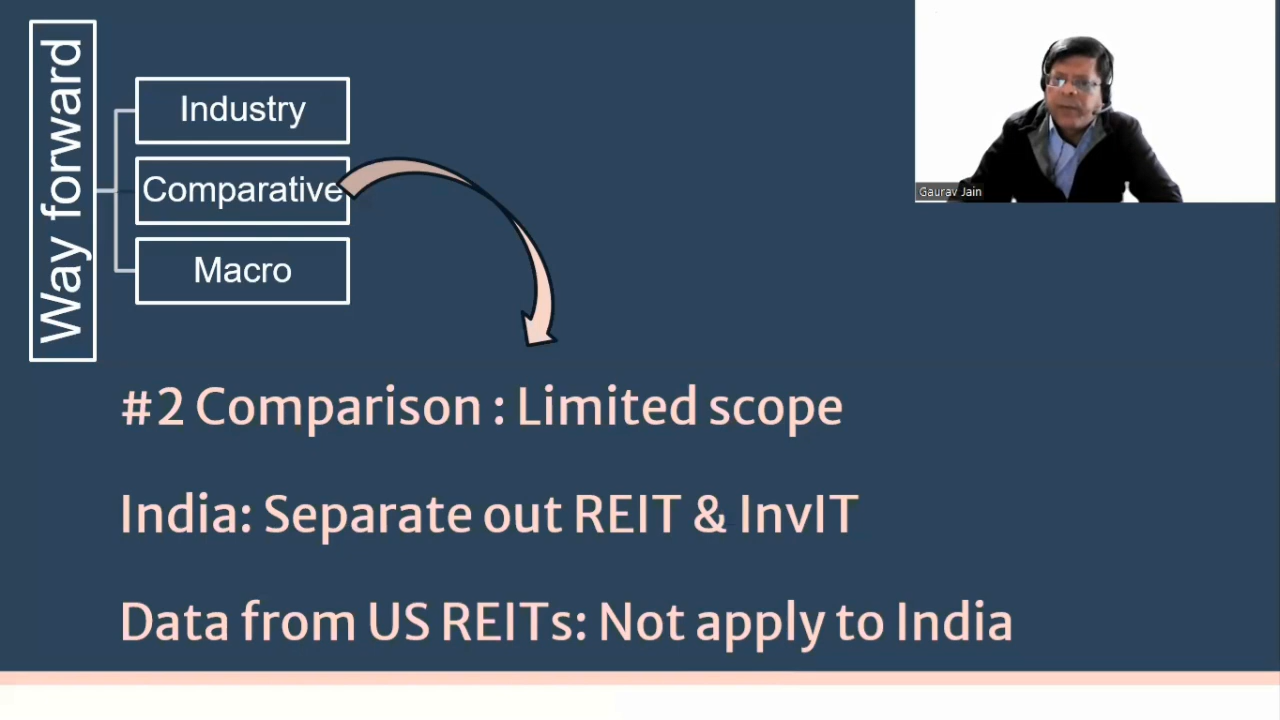 Way forward
Industry
Comparative
Macro
Gaurav Jain
#2 Comparison : Limited scope
India: Separate out REIT & InvIT
Data from US REITs: Not apply to India